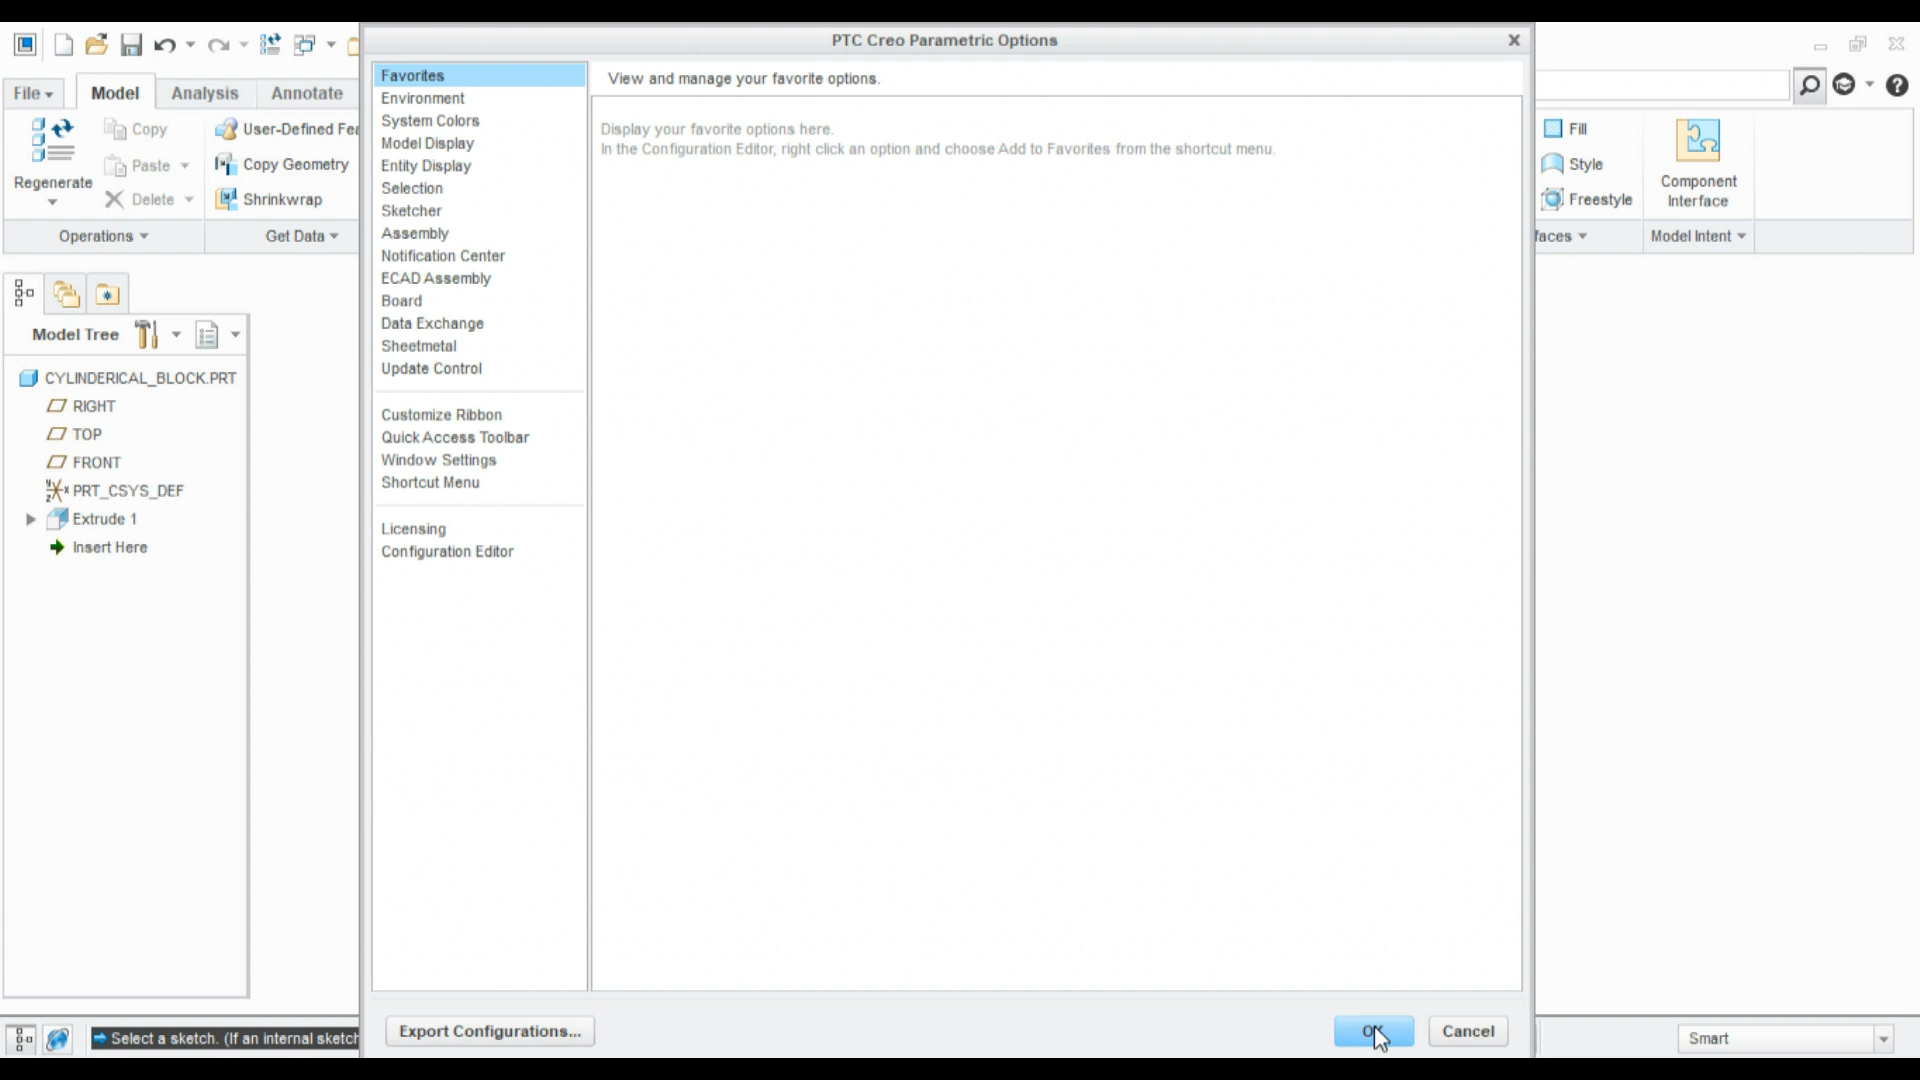 PTC Creo Parametric Options
File
Model
Analysis
Annotate
Regenerate
Copy
Paste
Delete
User-Defined Fea
Copy Geometry
Shrinkwrap
Operations
Get Data
Fill
Style
Freestyle
Component
Interface
faces
Model Intent
Model Tree
CYLINDERICAL_BLOCK.PRT
RIGHT
TOP
FRONT
PRT_CSYS_DEF
Extrude 1
Insert Here
Favorites
Environment
System Colors
Model Display
Entity Display
Selection
Sketcher
Assembly
Notification Center
ECAD Assembly
Board
Data Exchange
Sheetmetal
Update Control
Customize Ribbon
Quick Access Toolbar
Window Settings
Shortcut Menu
Licensing
Configuration Editor
View and manage your favorite options.
Display your favorite options here.
In the Configuration Editor, right click an option and choose Add to Favorites from the shortcut menu.
Export Configurations...
OK
Cancel
Select a sketch. (If an internal sketch
Smart